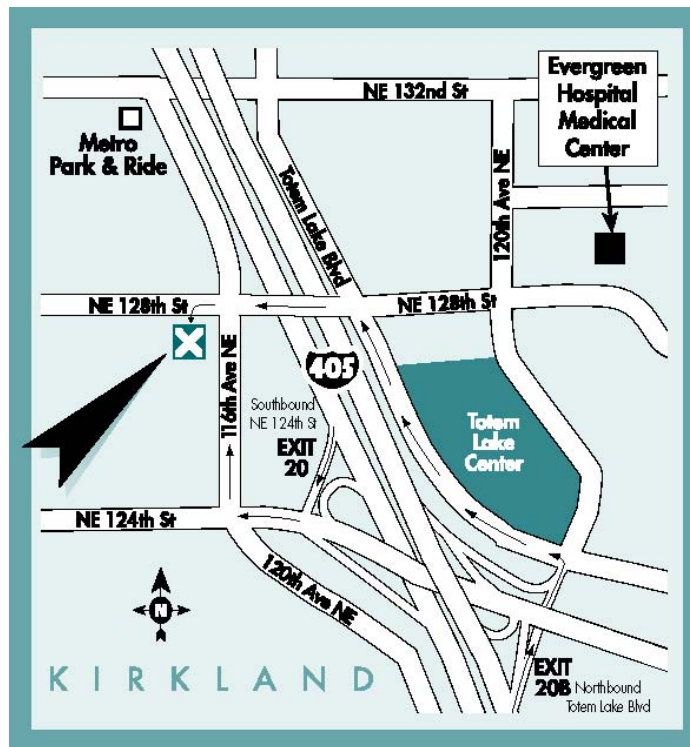 Evergreen
Hospital
Medical
Center
NE 132nd St
Metro
Park & Ride
Totem Lake Blvd
120th Ave NE
NE 128th St
NE 128th St
X
405
116th Ave NE
Southbound
NE 124th St
EXIT
20
Totem
Lake
Center
NE 124th St
120th Ave NE
N
KIRKLAND
EXIT
20B Northbound
Totem Lake Blvd